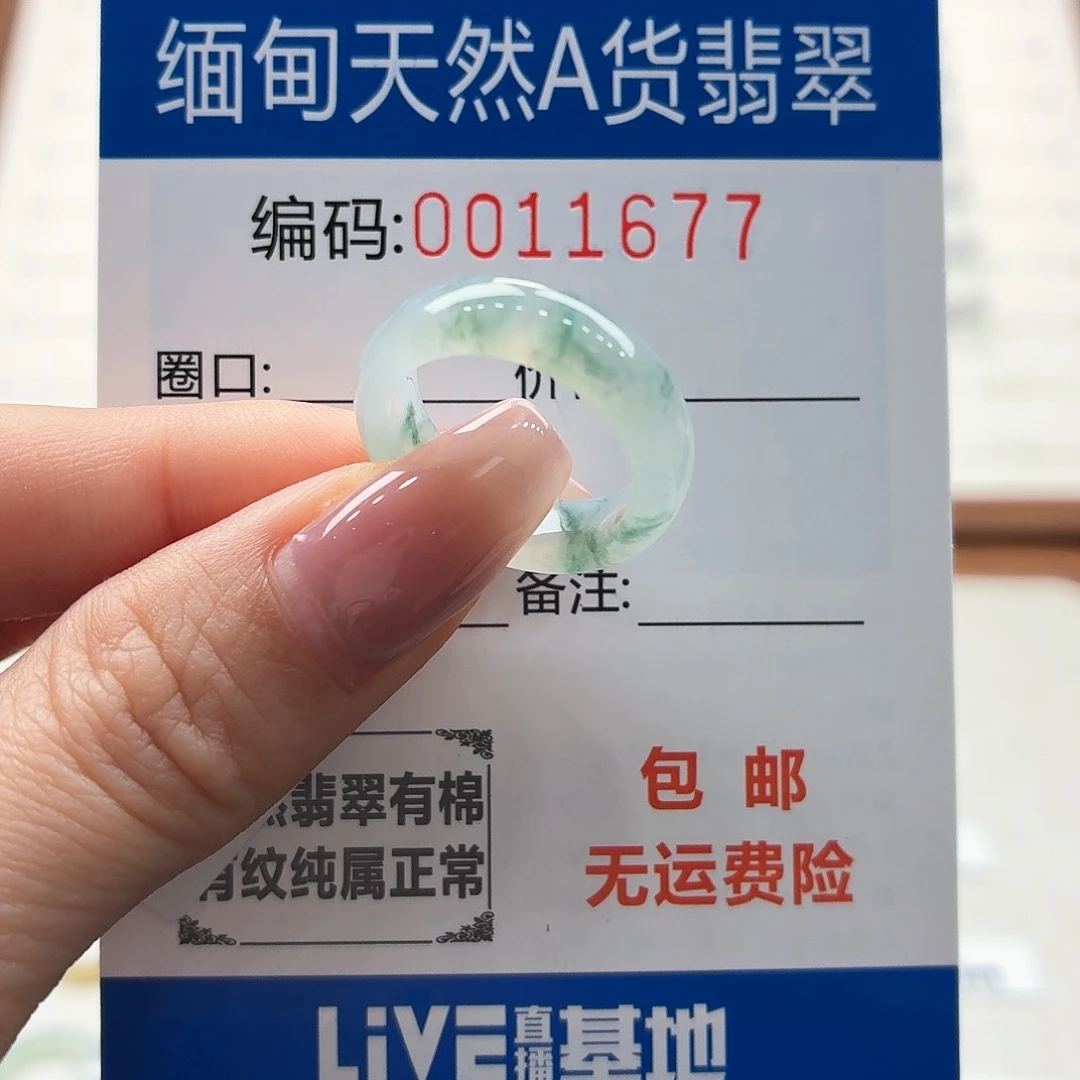 缅甸天然A货翡翠
编码:0011677
圈口:
备注:
翡翠有棉
纹纯属正常
包邮
无运费险
LiVE直播基地